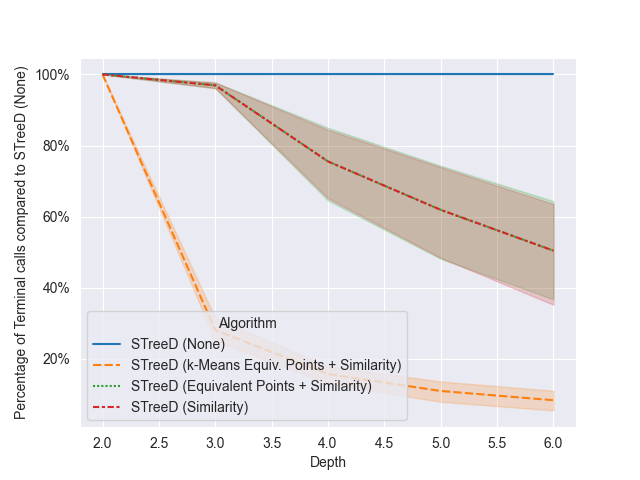 Percentage of Terminal calls compared to STreeD (None)
100%
80%
60%
40%
20%
Algorithm
STreeD (None)
STreeD (k-Means Equiv. Points + Similarity)
STreeD (Equivalent Points + Similarity)
STreeD (Similarity)
2.0 2.5 3.0 3.5 4.0 4.5 5.0 5.5 6.0
Depth